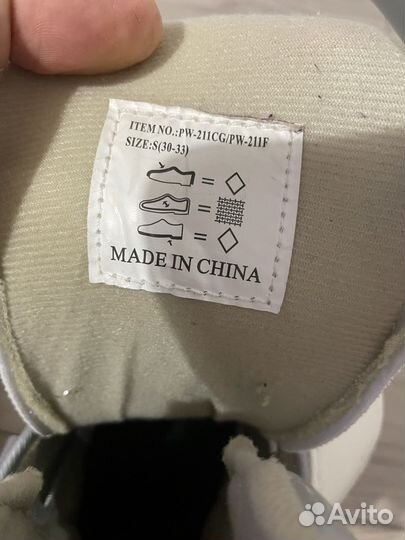 ITEM NO.:PW-211CG/PW-211F
SIZE:S(30-33)
=
=
=
MADE IN CHINA
Avito